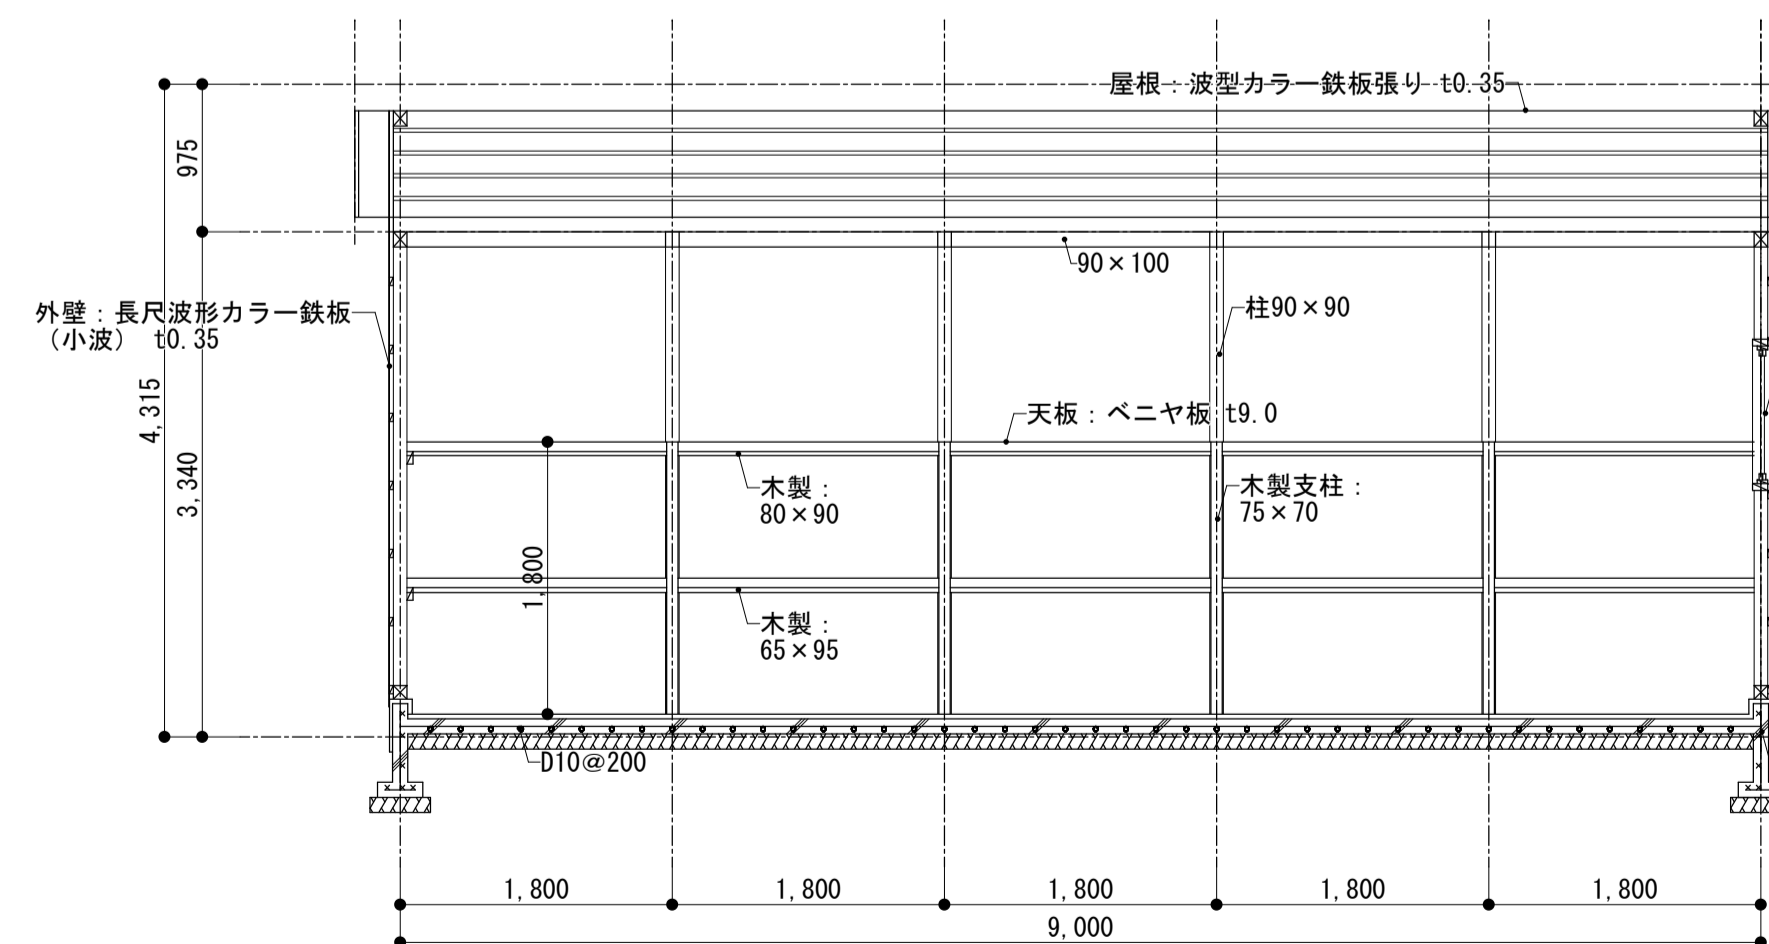 屋根：波型カラー鉄板張り t0.35
975
90×100
外壁：長尺波形カラー鉄板
（小波） t0.35
柱90×90
4,315
天板：ベニヤ板 t9.0
3,340
木製：
80×90
木製支柱：
75×70
1,800
木製：
65×95
D10@200
1,800
1,800
1,800
1,800
1,800
9,000